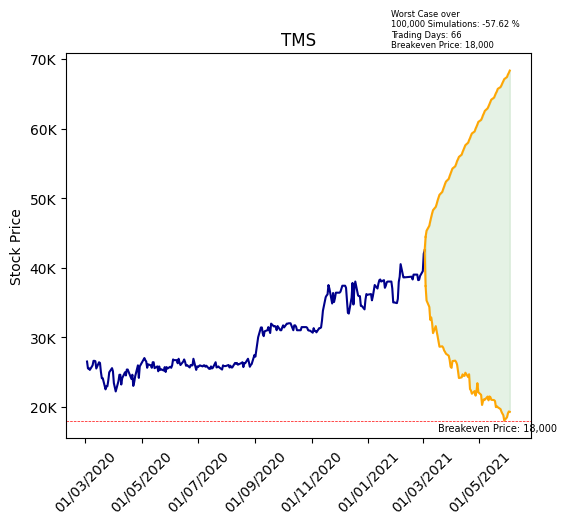 Worst Case over
100,000 Simulations: -57.62 %
Trading Days: 66
Breakeven Price: 18,000
TMS
Stock Price
70K
60K
50K
40K
30K
20K
Breakeven Price: 18,000
01/03/2020
01/05/2020
01/07/2020
01/09/2020
01/11/2020
01/01/2021
01/03/2021
01/05/2021